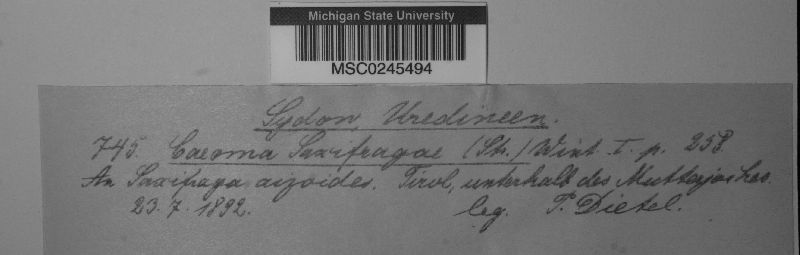 Michigan State University
MSC0245494
Sydow, Uredineen.
745. Caeoma Saxifragae (Str.) Wint. I. p. 258
An Saxifraga aizoides. Tirol, unterhalb des Muttejoches.
23. 7. 1892. leg. P. Dietel.